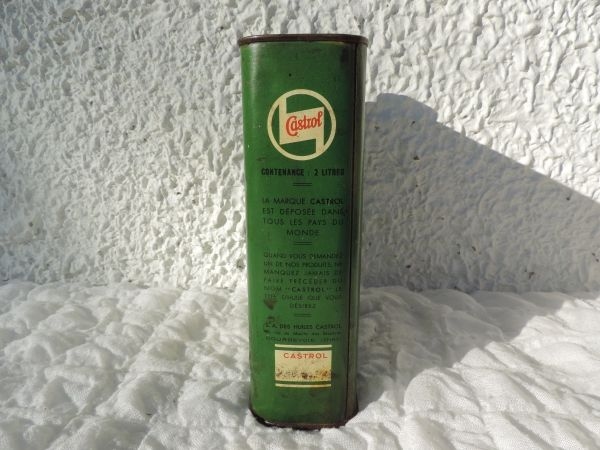 Castrol
CONTENANCE : 2 LITRES
LA MARQUE CASTROL
EST DÉPOSÉE DANS
TOUS LES PAYS DU
MONDE
QUAND VOUS DEMANDEZ
UN DE NOS PRODUITS, NE
MANQUEZ JAMAIS DE
FAIRE PRÉCÉDER DU
NOM "CASTROL" LE
TYPE D'HUILE QUE VOUS
DÉSIREZ
S. A. DES HUILES CASTROL
COURBEVOIE
CASTROL